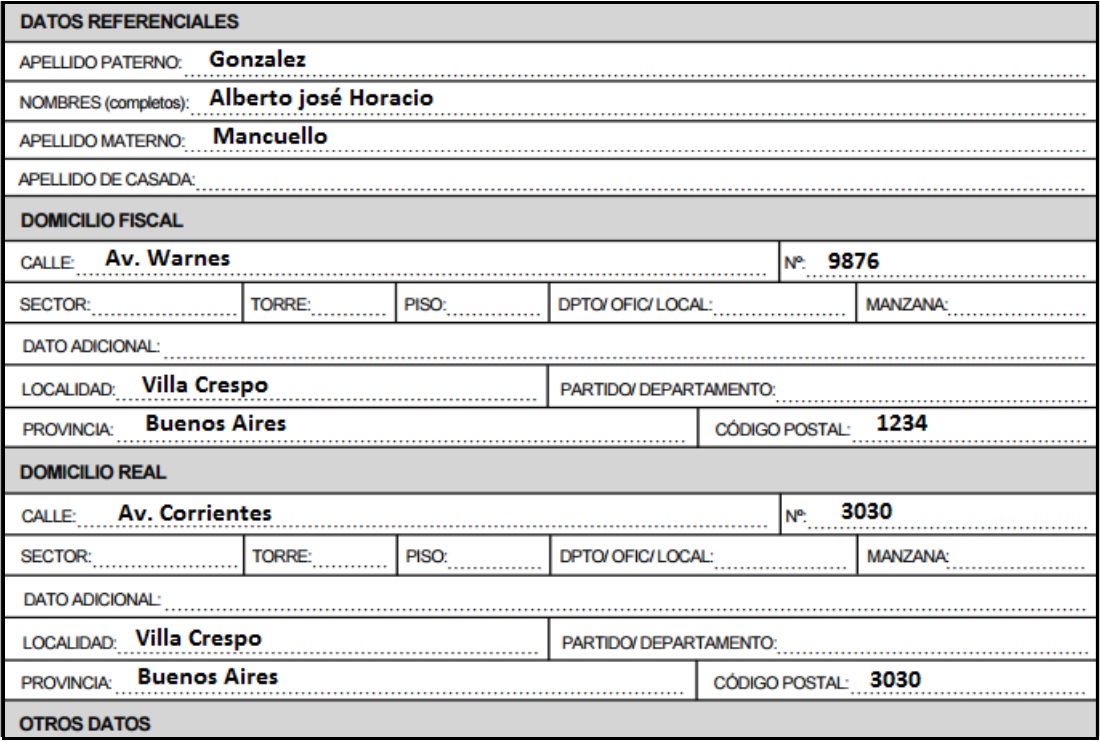 DATOS REFERENCIALES
APELLIDO PATERNO: Gonzalez
NOMBRES (completos): Alberto josé Horacio
APELLIDO MATERNO: Mancuello
APELLIDO DE CASADA:
DOMICILIO FISCAL
CALLE: Av. Warnes Nº: 9876
SECTOR: TORRE: PISO: DPTO/ OFIC/ LOCAL: MANZANA:
DATO ADICIONAL:
LOCALIDAD: Villa Crespo PARTIDO/ DEPARTAMENTO:
PROVINCIA: Buenos Aires CÓDIGO POSTAL: 1234
DOMICILIO REAL
CALLE: Av. Corrientes Nº: 3030
SECTOR: TORRE: PISO: DPTO/ OFIC/ LOCAL: MANZANA:
DATO ADICIONAL:
LOCALIDAD: Villa Crespo PARTIDO/ DEPARTAMENTO:
PROVINCIA: Buenos Aires CÓDIGO POSTAL: 3030
OTROS DATOS